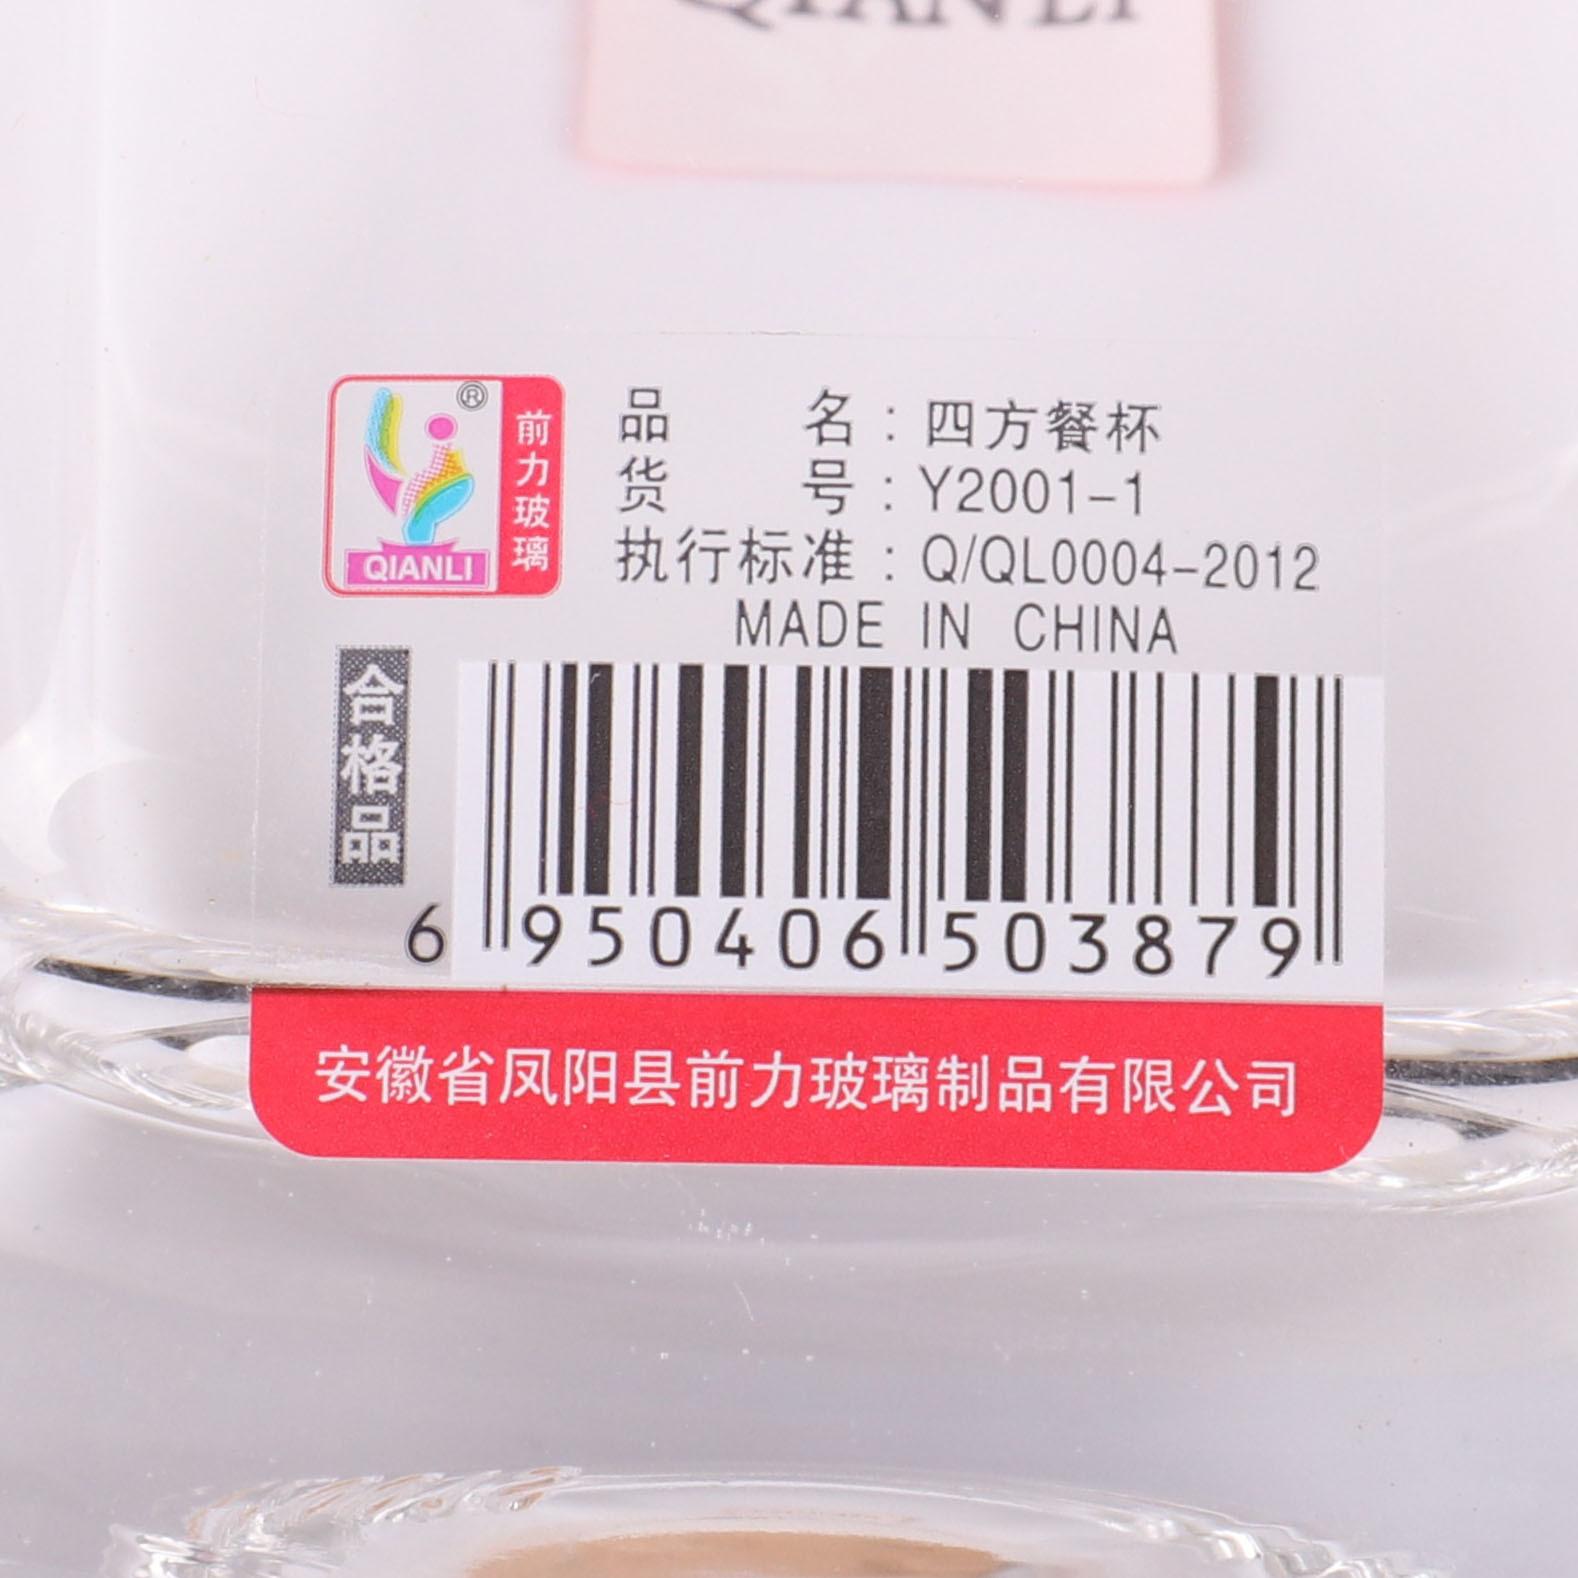 QIANLI
®
前力玻璃
QIANLI
品名：四方餐杯
货号：Y2001-1
执行标准：Q/QL0004-2012
MADE IN CHINA
合格品
6 950406 503879
安徽省凤阳县前力玻璃制品有限公司